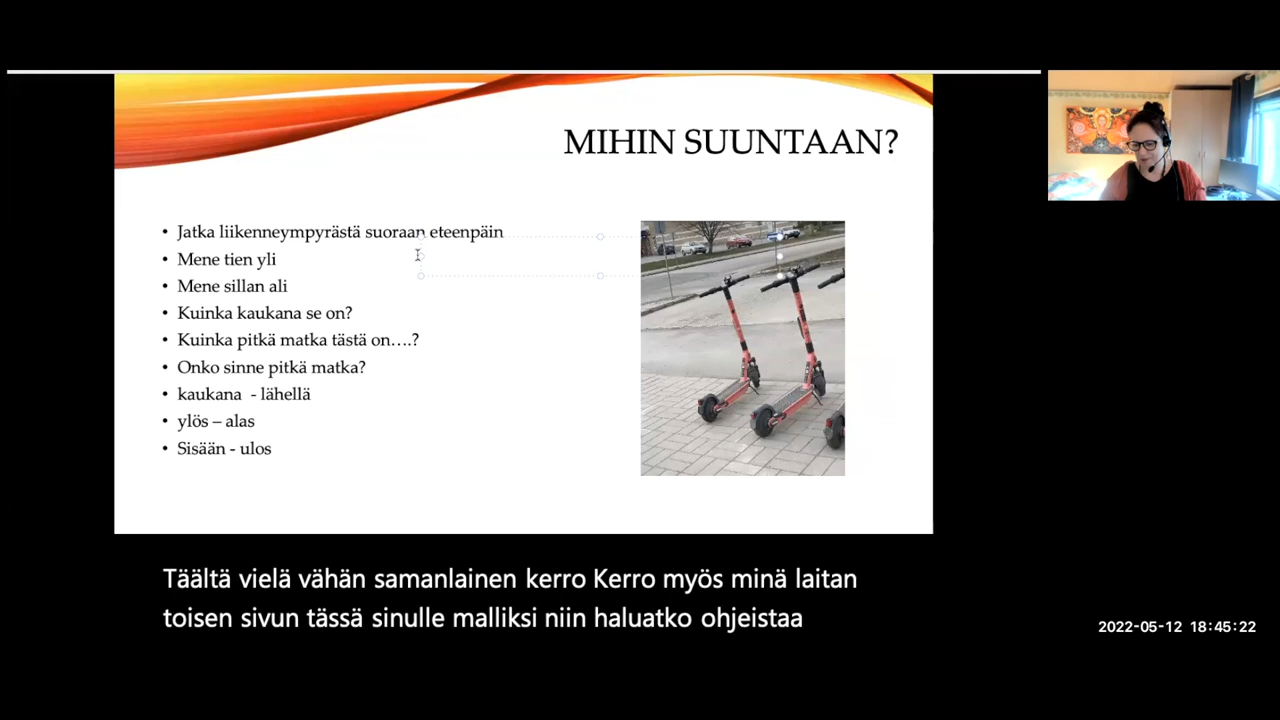 MIHIN SUUNTAAN?
• Jatka liikenneympyrästä suoraan eteenpäin
• Mene tien yli
• Mene sillan ali
• Kuinka kaukana se on?
• Kuinka pitkä matka tästä on….?
• Onko sinne pitkä matka?
• kaukana - lähellä
• ylös – alas
• Sisään - ulos
Täältä vielä vähän samanlainen kerro Kerro myös minä laitan
toisen sivun tässä sinulle malliksi niin haluatko ohjeistaa
2022-05-12 18:45:22